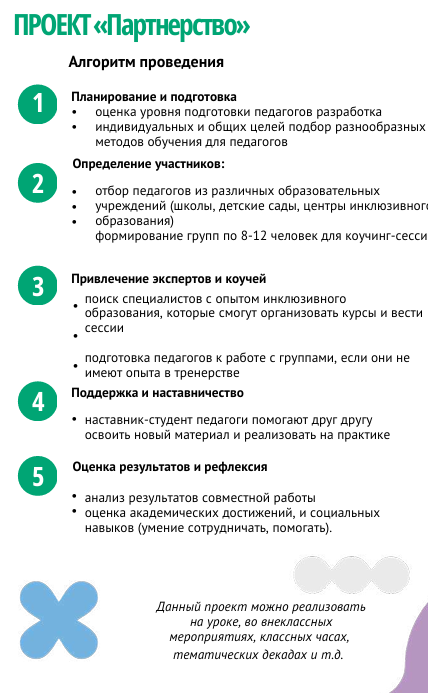 ПРОЕКТ «Партнерство»
Алгоритм проведения
1
Планирование и подготовка
• оценка уровня подготовки педагогов разработка
• индивидуальных и общих целей подбор разнообразных
методов обучения для педагогов
2
Определение участников:
• отбор педагогов из различных образовательных
• учреждений (школы, детские сады, центры инклюзивног
• образования)
формирование групп по 8-12 человек для коучинг-сесси
3
Привлечение экспертов и коучей
• поиск специалистов с опытом инклюзивного
образования, которые смогут организовать курсы и вести
• сессии
• подготовка педагогов к работе с группами, если они не
имеют опыта в тренерстве
4
Поддержка и наставничество
• наставник-студент педагоги помогают друг другу
освоить новый материал и реализовать на практике
5
Оценка результатов и рефлексия
• анализ результатов совместной работы
• оценка академических достижений, и социальных
навыков (умение сотрудничать, помогать).
Данный проект можно реализовать
на уроке, во внеклассных
мероприятиях, классных часах,
тематических декадах и т.д.